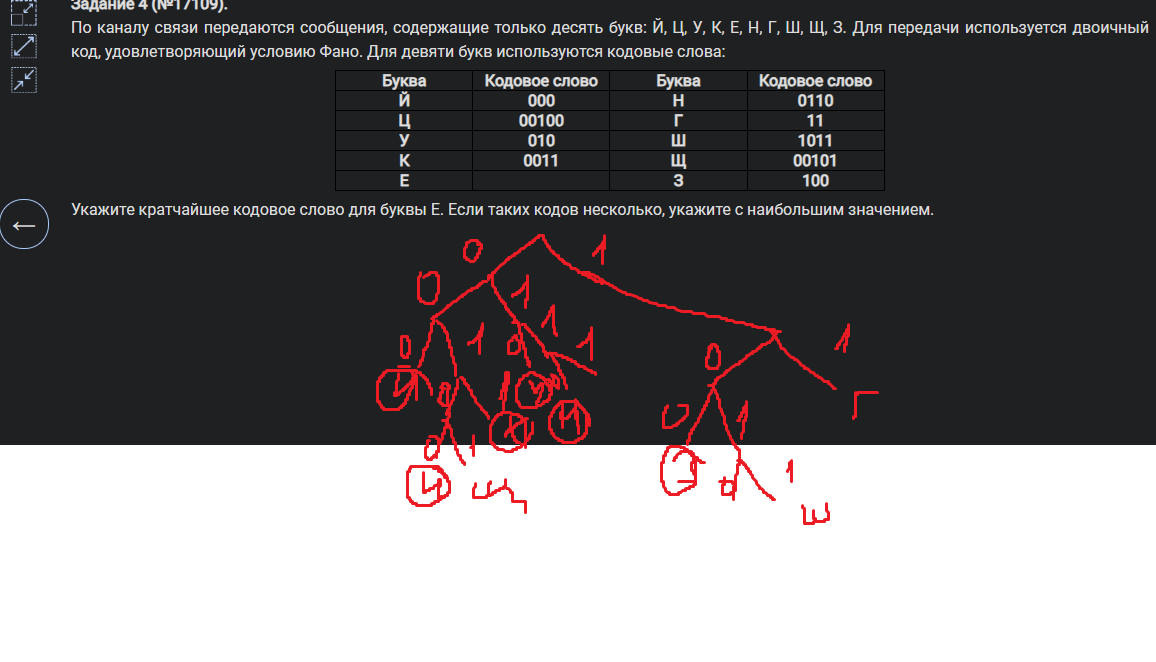 Задание 4 (№17109).
По каналу связи передаются сообщения, содержащие только десять букв: Й, Ц, У, К, Е, Н, Г, Ш, Щ, З. Для передачи используется двоичный
код, удовлетворяющий условию Фано. Для девяти букв используются кодовые слова:
Буква Кодовое слово Буква Кодовое слово
Й 000 Н 0110
Ц 00100 Г 11
У 010 Ш 1011
К 0011 Щ 00101
Е З 100
Укажите кратчайшее кодовое слово для буквы Е. Если таких кодов несколько, укажите с наибольшим значением.
0 1
0 1
1
0 1 0 1 0 1
0 1
Г
0 1
0 1 З 0 1
Ц Щ Ш